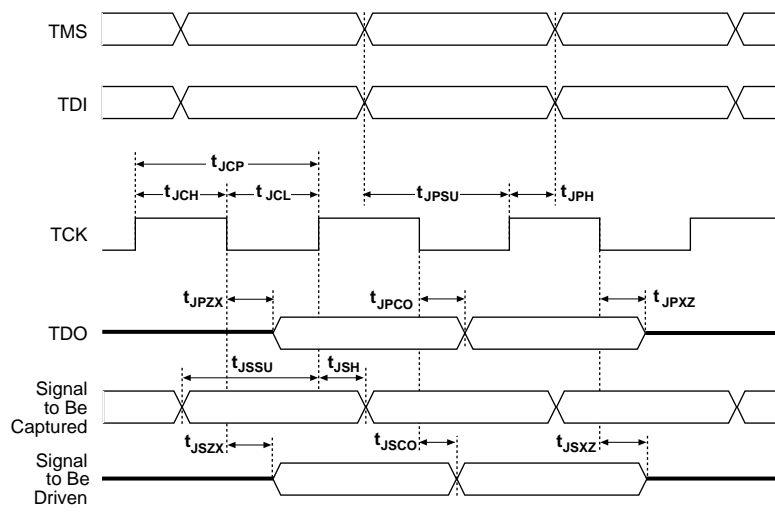 TMS
TDI
tJCP
tJCH
tJCL
tJPSU
tJPH
TCK
tJPZX
tJPCO
tJPXZ
TDO
tJSSU
tJSH
Signal
to Be
Captured
tJSZX
tJSCO
tJSXZ
Signal
to Be
Driven